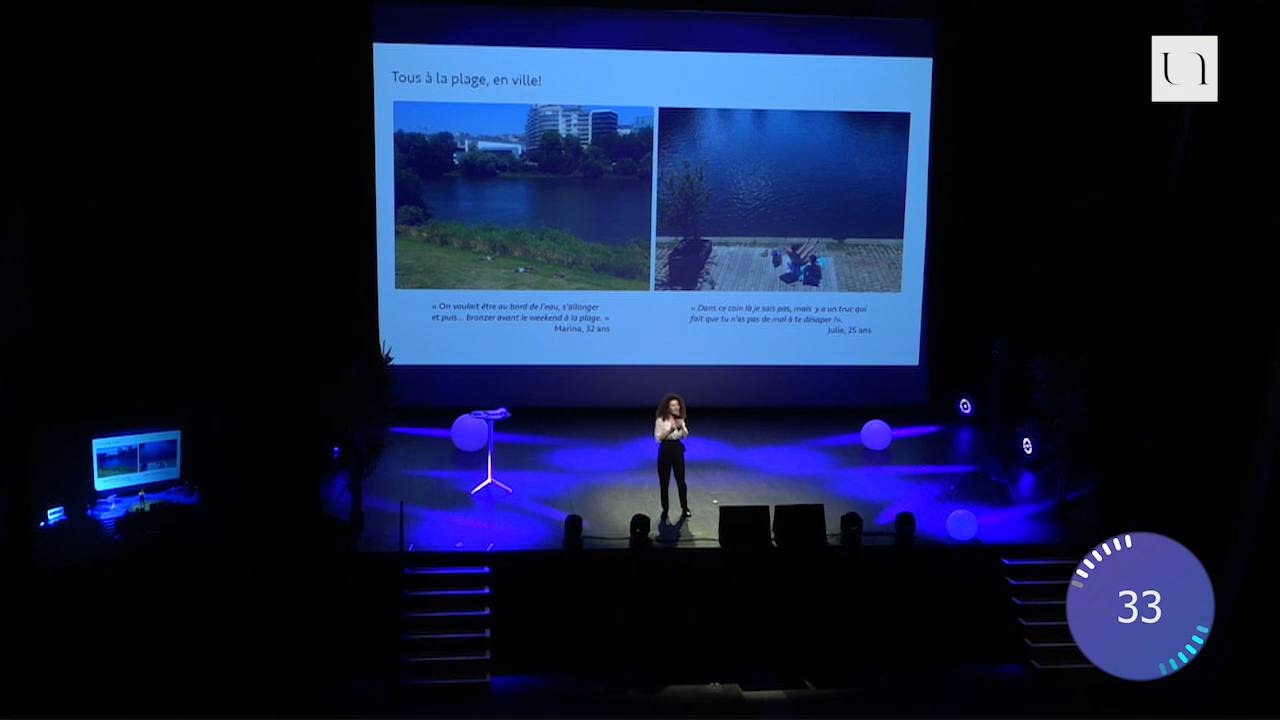 Tous à la plage, en ville!
« On voulait être au bord de l'eau, s'allonger
et puis... bronzer avant le weekend à la plage. »
Marina, 32 ans
« Dans ce coin là je sais pas, mais y a un truc qui
fait que tu n'as pas de mal à te désaper !».
Julie, 25 ans
un
33